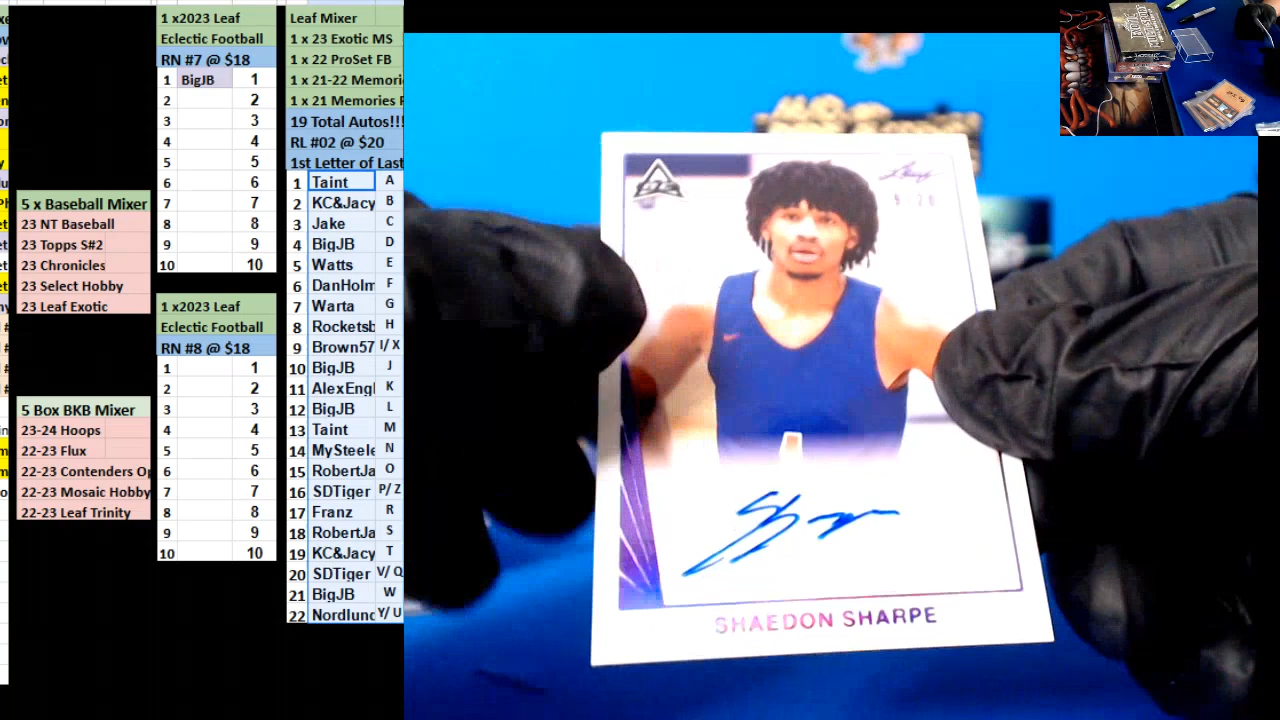 1 x2023 Leaf
Eclectic Football
RN #7 @ $18
1 BigJB 1
2 2
3 3
4 4
5 5
6 6
7 7
8 8
9 9
10 10
1 x2023 Leaf
Eclectic Football
RN #8 @ $18
1 1
2 2
3 3
4 4
5 5
6 6
7 7
8 8
9 9
10 10
5 x Baseball Mixer
23 NT Baseball
23 Topps S#2
23 Chronicles
23 Select Hobby
23 Leaf Exotic
5 Box BKB Mixer
23-24 Hoops
22-23 Flux
22-23 Contenders Op
22-23 Mosaic Hobby
22-23 Leaf Trinity
Leaf Mixer
1 x 23 Exotic MS
1 x 22 ProSet FB
1 x 21-22 Memori
1 x 21 Memories
19 Total Autos!!!
RL #02 @ $20
1st Letter of Last
1 Taint A
2 KC&Jacy B
3 Jake C
4 BigJB D
5 Watts E
6 DanHolm F
7 Warta G
8 Rocketsb H
9 Brown57 I/ X
10 BigJB J
11 AlexEngl K
12 BigJB L
13 Taint M
14 MySteele N
15 RobertJa O
16 SDTiger P/ Z
17 Franz R
18 RobertJa S
19 KC&Jacy T
20 SDTiger V/ Q
21 BigJB W
22 Nordlund Y/ U
Leaf
SHAEDON SHARPE